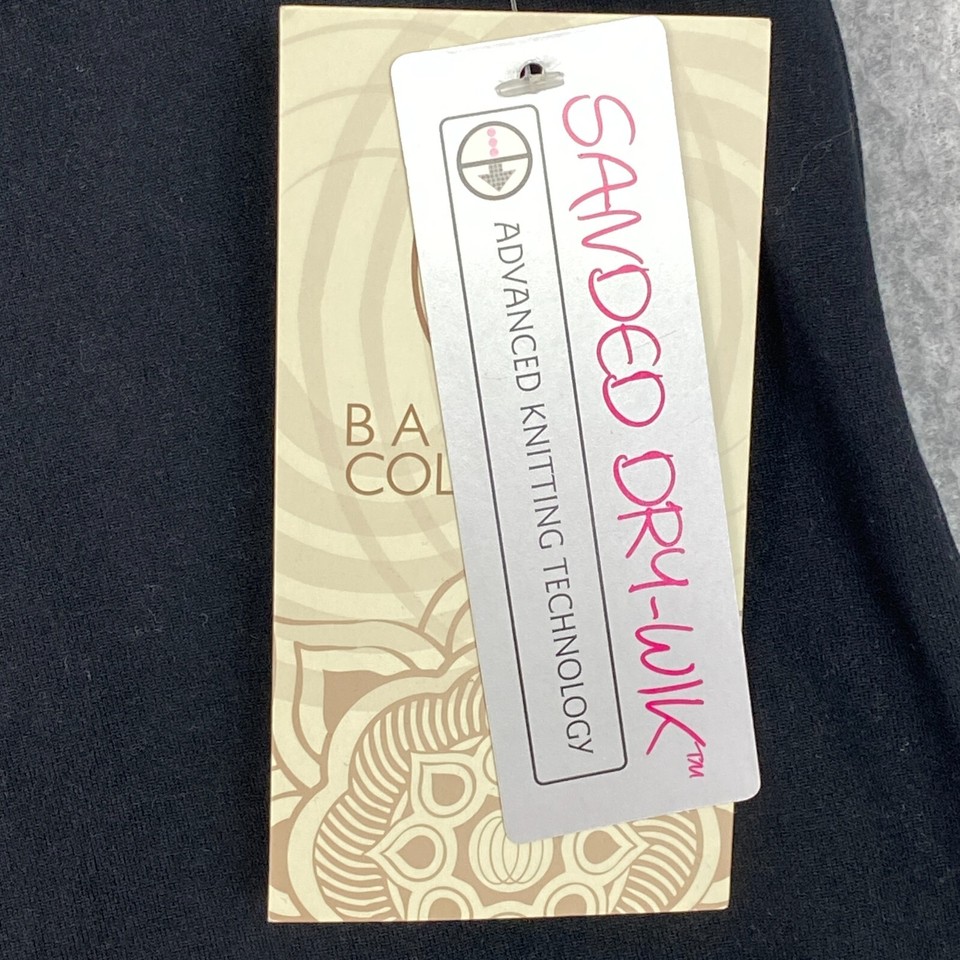 BA
COL
SANDED DRY-WIK™
ADVANCED KNITTING TECHNOLOGY